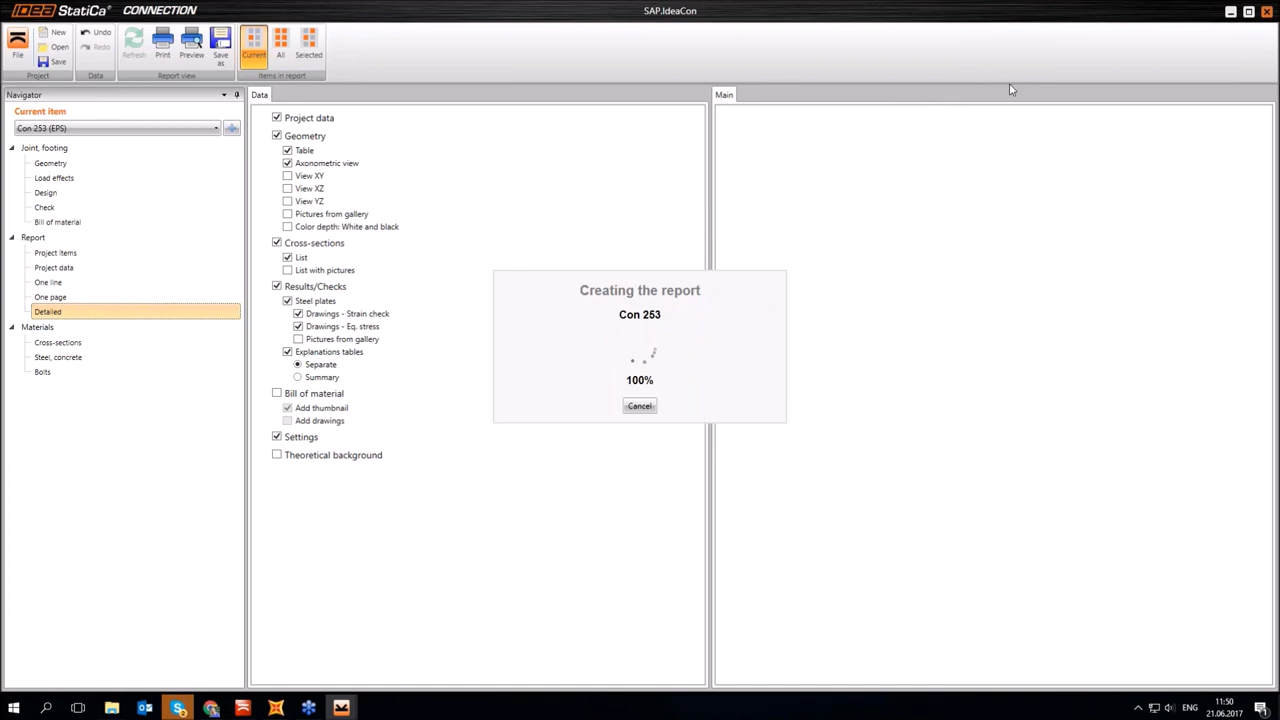 IDEA StatiCa® CONNECTION
SAP.IdeaCon
File
New
Open
Save
Project
Undo
Redo
Data
Refresh
Print
Preview
Save as
Report view
Current
All
Selected
Items in report
Navigator
Current item
Con 253 (EPS)
Joint, footing
Geometry
Load effects
Design
Check
Bill of material
Report
Project items
Project data
One line
One page
Detailed
Materials
Cross-sections
Steel, concrete
Bolts
Data
Project data
Geometry
Table
Axonometric view
View XY
View XZ
View YZ
Pictures from gallery
Color depth: White and black
Cross-sections
List
List with pictures
Results/Checks
Steel plates
Drawings - Strain check
Drawings - Eq. stress
Pictures from gallery
Explanations tables
Separate
Summary
Bill of material
Add thumbnail
Add drawings
Settings
Theoretical background
Main
Creating the report
Con 253
100%
Cancel
ENG
11:50
21.06.2017